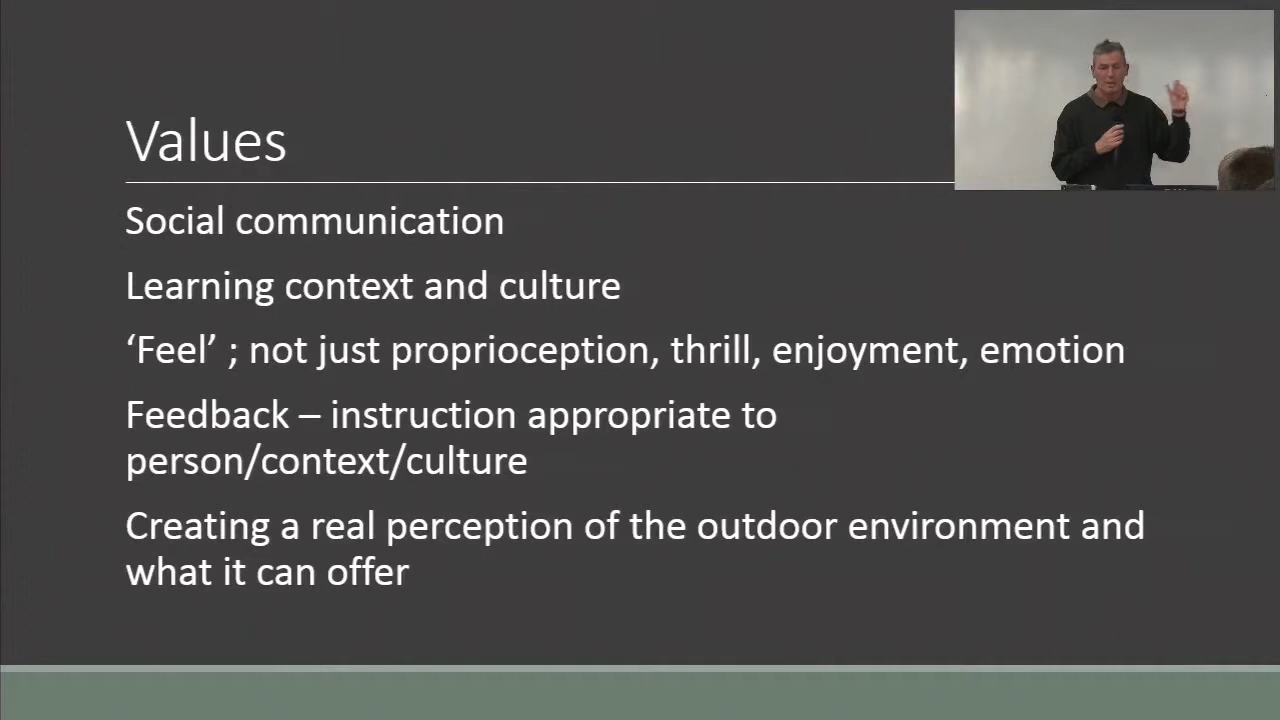 Values
Social communication
Learning context and culture
‘Feel’ ; not just proprioception, thrill, enjoyment, emotion
Feedback – instruction appropriate to
person/context/culture
Creating a real perception of the outdoor environment and
what it can offer